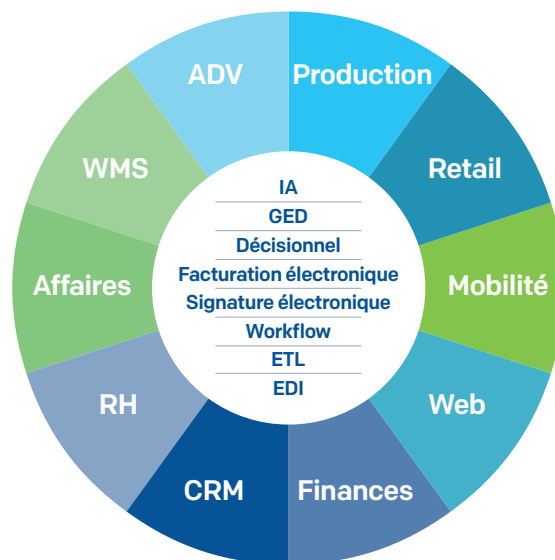 ADV
Production
WMS
Retail
IA
GED
Décisionnel
Affaires
Facturation électronique
Mobilité
Signature électronique
Workflow
ETL
EDI
RH
Web
CRM
Finances